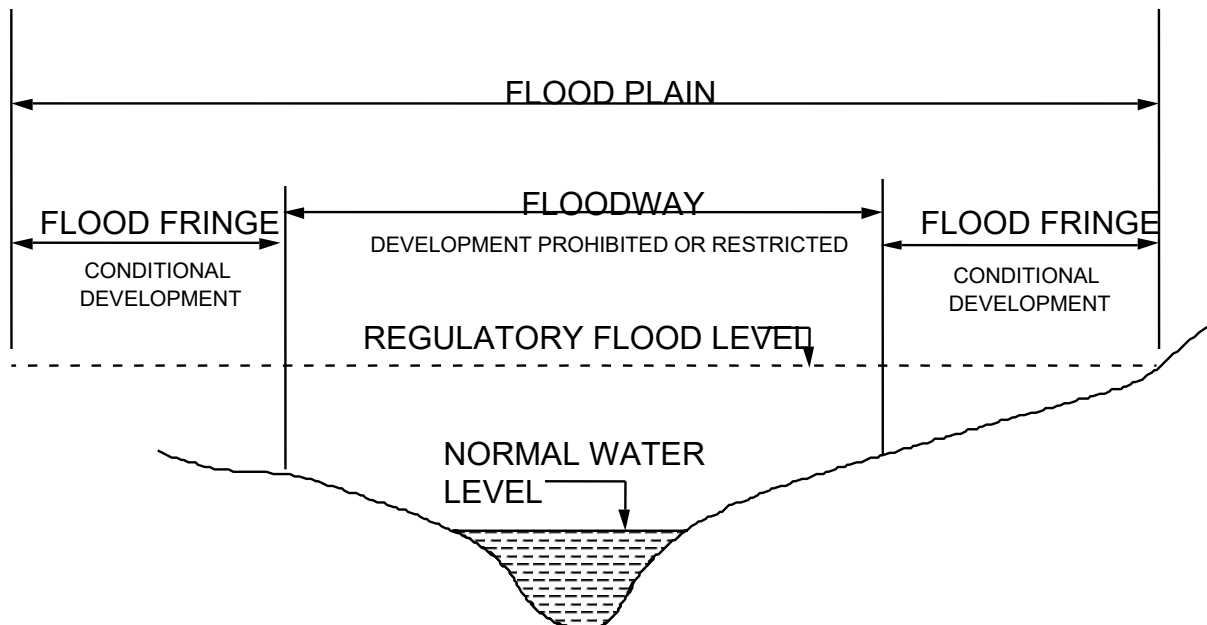 FLOOD PLAIN
FLOODWAY
FLOOD FRINGE
FLOOD FRINGE
DEVELOPMENT PROHIBITED OR RESTRICTED
CONDITIONAL
DEVELOPMENT
CONDITIONAL
DEVELOPMENT
REGULATORY FLOOD LEVEL
NORMAL WATER
LEVEL